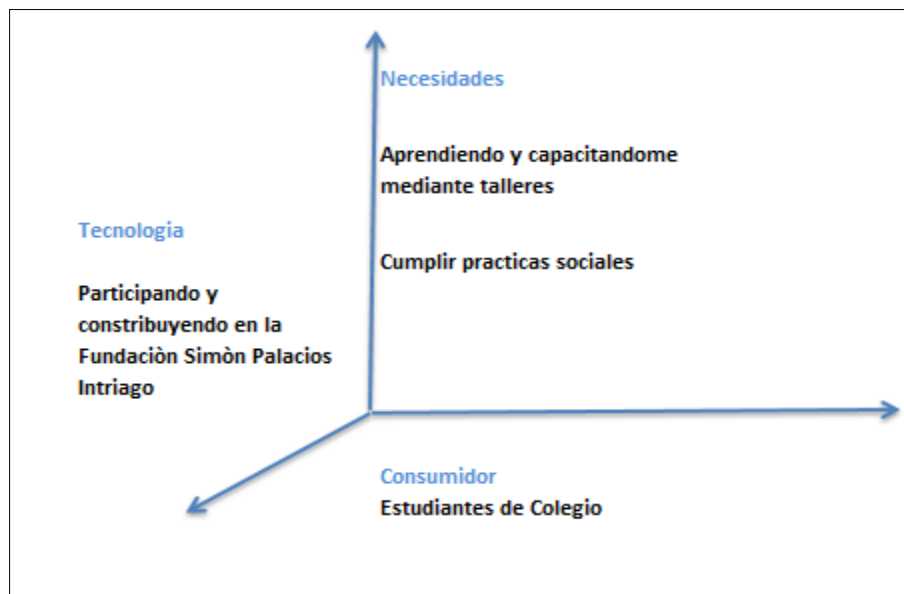 Necesidades
Aprendiendo y capacitandome
mediante talleres
Cumplir practicas sociales
Tecnologia
Participando y
constribuyendo en la
Fundaciòn Simòn Palacios
Intriago
Consumidor
Estudiantes de Colegio